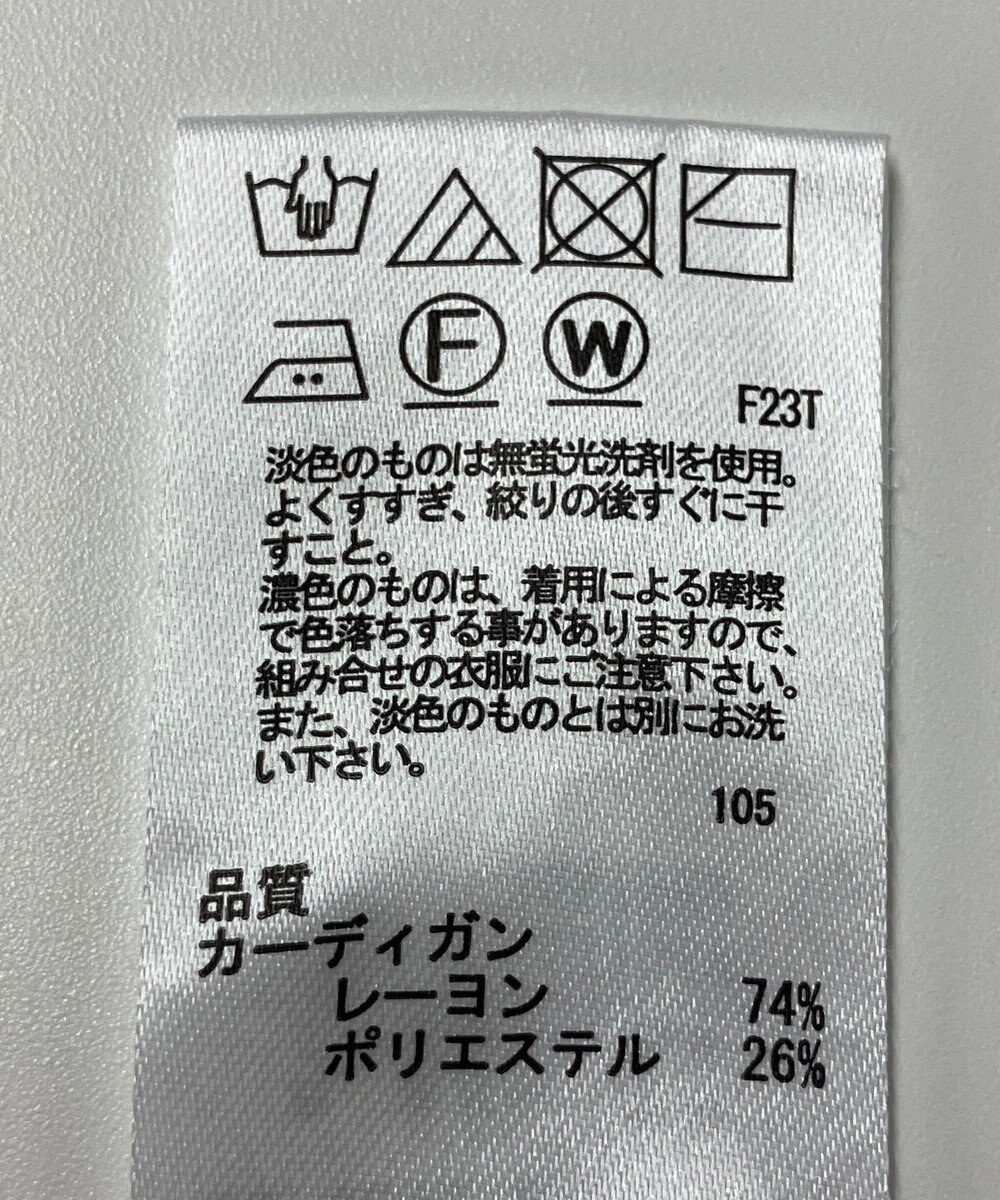 F W
F23T
淡色のものは無蛍光洗剤を使用。
よくすすぎ、絞りの後すぐに干
すこと。
濃色のものは、着用による摩擦
で色落ちする事がありますので、
組み合せの衣服にご注意下さい。
また、淡色のものとは別にお洗
い下さい。
105
品質
カーディガン
レーヨン 74%
ポリエステル 26%